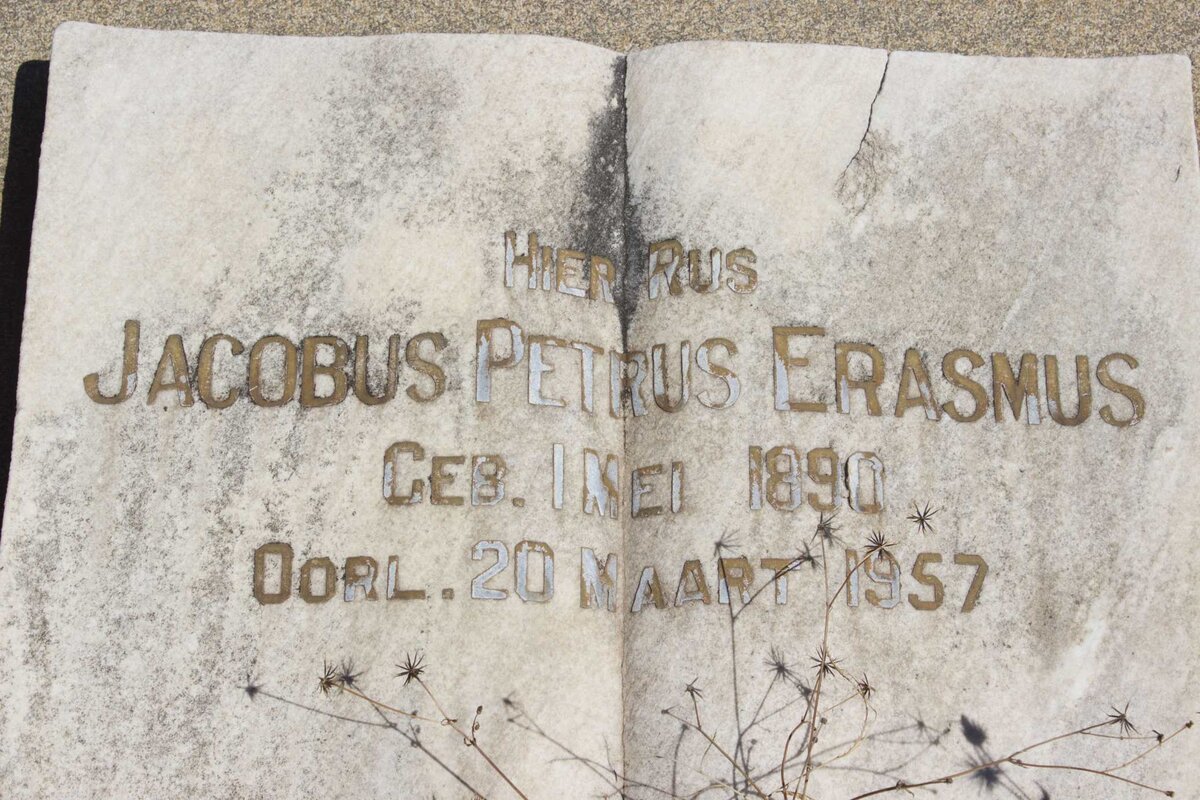 HIER RUS
JACOBUS PETRUS ERASMUS
GEB. 1 MEI 1890
OORL. 20 MAART 1957